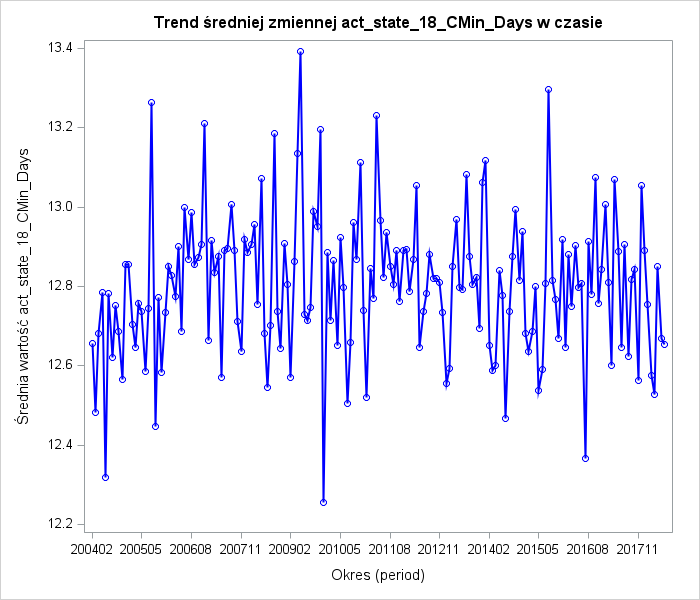 Trend średniej zmiennej act_state_18_CMin_Days w czasie
Średnia wartość act_state_18_CMin_Days
13.4
13.2
13.0
12.8
12.6
12.4
12.2
200402 200505 200608 200711 200902 201005 201108 201211 201402 201505 201608 201711
Okres (period)